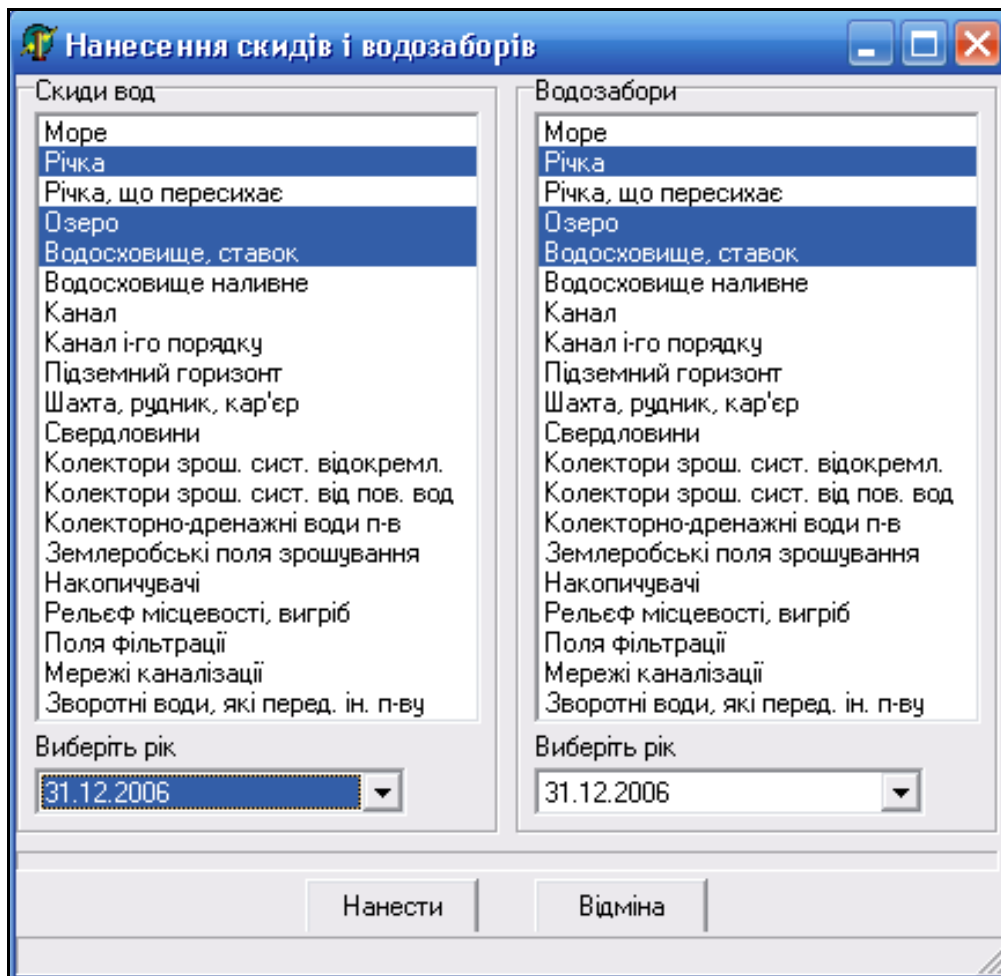 Нанесення скидів і водозаборів
Скиди вод
Море
Річка
Річка, що пересихає
Озеро
Водосховище, ставок
Водосховище наливне
Канал
Канал і-го порядку
Підземний горизонт
Шахта, рудник, кар'єр
Свердловини
Колектори зрош. сист. відокремл.
Колектори зрош. сист. від пов. вод
Колекторно-дренажні води п-в
Землеробські поля зрошування
Накопичувачі
Рельєф місцевості, вигріб
Поля фільтрації
Мережі каналізації
Зворотні води, які перед. ін. п-ву
Виберіть рік
31.12.2006
Водозабори
Море
Річка
Річка, що пересихає
Озеро
Водосховище, ставок
Водосховище наливне
Канал
Канал і-го порядку
Підземний горизонт
Шахта, рудник, кар'єр
Свердловини
Колектори зрош. сист. відокремл.
Колектори зрош. сист. від пов. вод
Колекторно-дренажні води п-в
Землеробські поля зрошування
Накопичувачі
Рельєф місцевості, вигріб
Поля фільтрації
Мережі каналізації
Зворотні води, які перед. ін. п-ву
Виберіть рік
31.12.2006
Нанести
Відміна